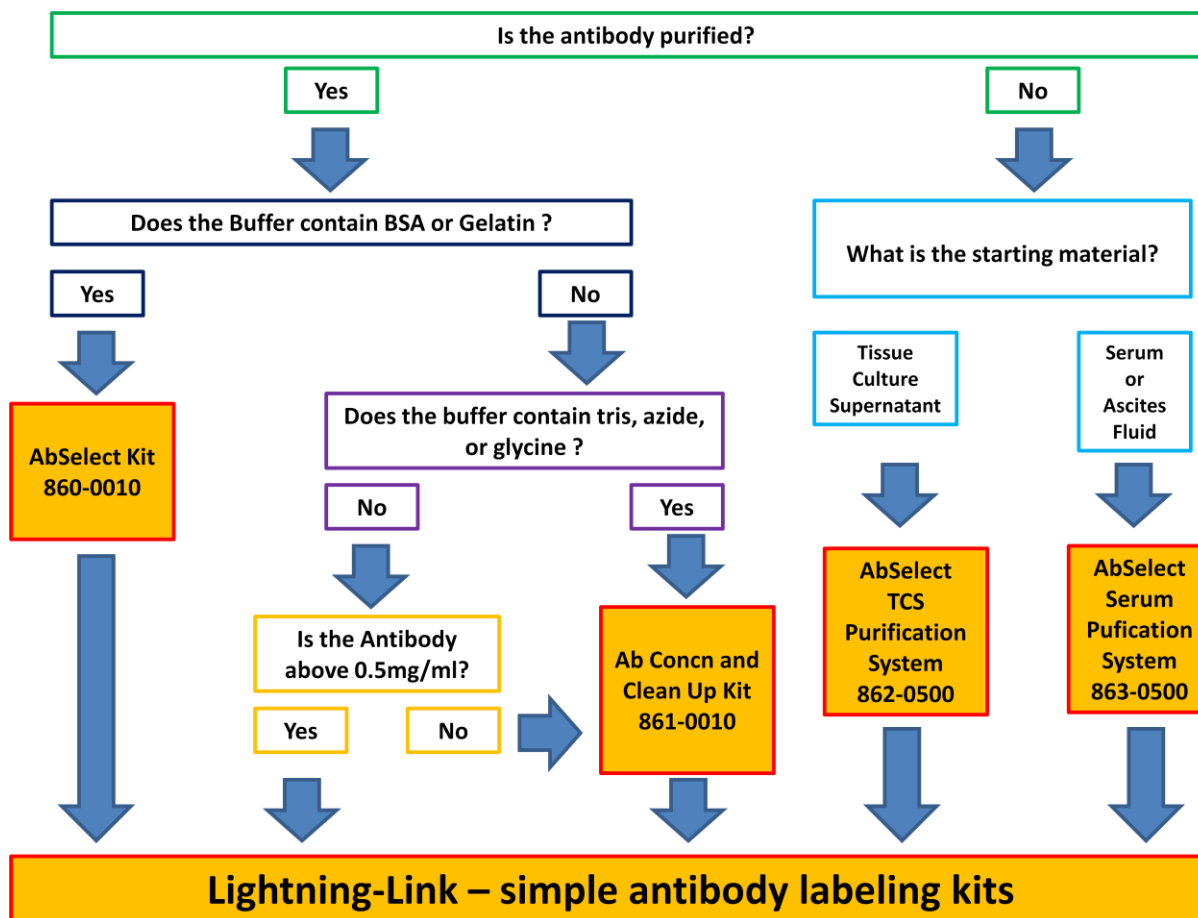 Is the antibody purified?
Yes
No
Does the Buffer contain BSA or Gelatin ?
What is the starting material?
Yes
No
Tissue
Culture
Supernatant
Serum
or
Ascites
Fluid
AbSelect Kit
860-0010
Does the buffer contain tris, azide,
or glycine ?
No
Yes
AbSelect
TCS
Purification
System
862-0500
AbSelect
Serum
Pufication
System
863-0500
Is the Antibody
above 0.5mg/ml?
Ab Concn and
Clean Up Kit
861-0010
Yes
No
Lightning-Link – simple antibody labeling kits